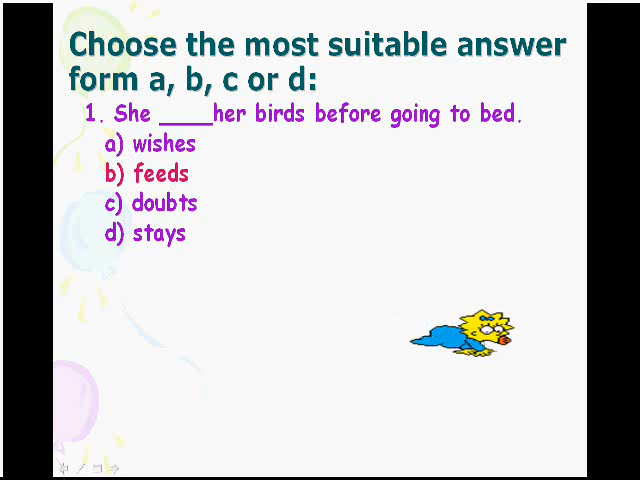 Choose the most suitable answer
form a, b, c or d:
1. She ____her birds before going to bed.
a) wishes
b) feeds
c) doubts
d) stays